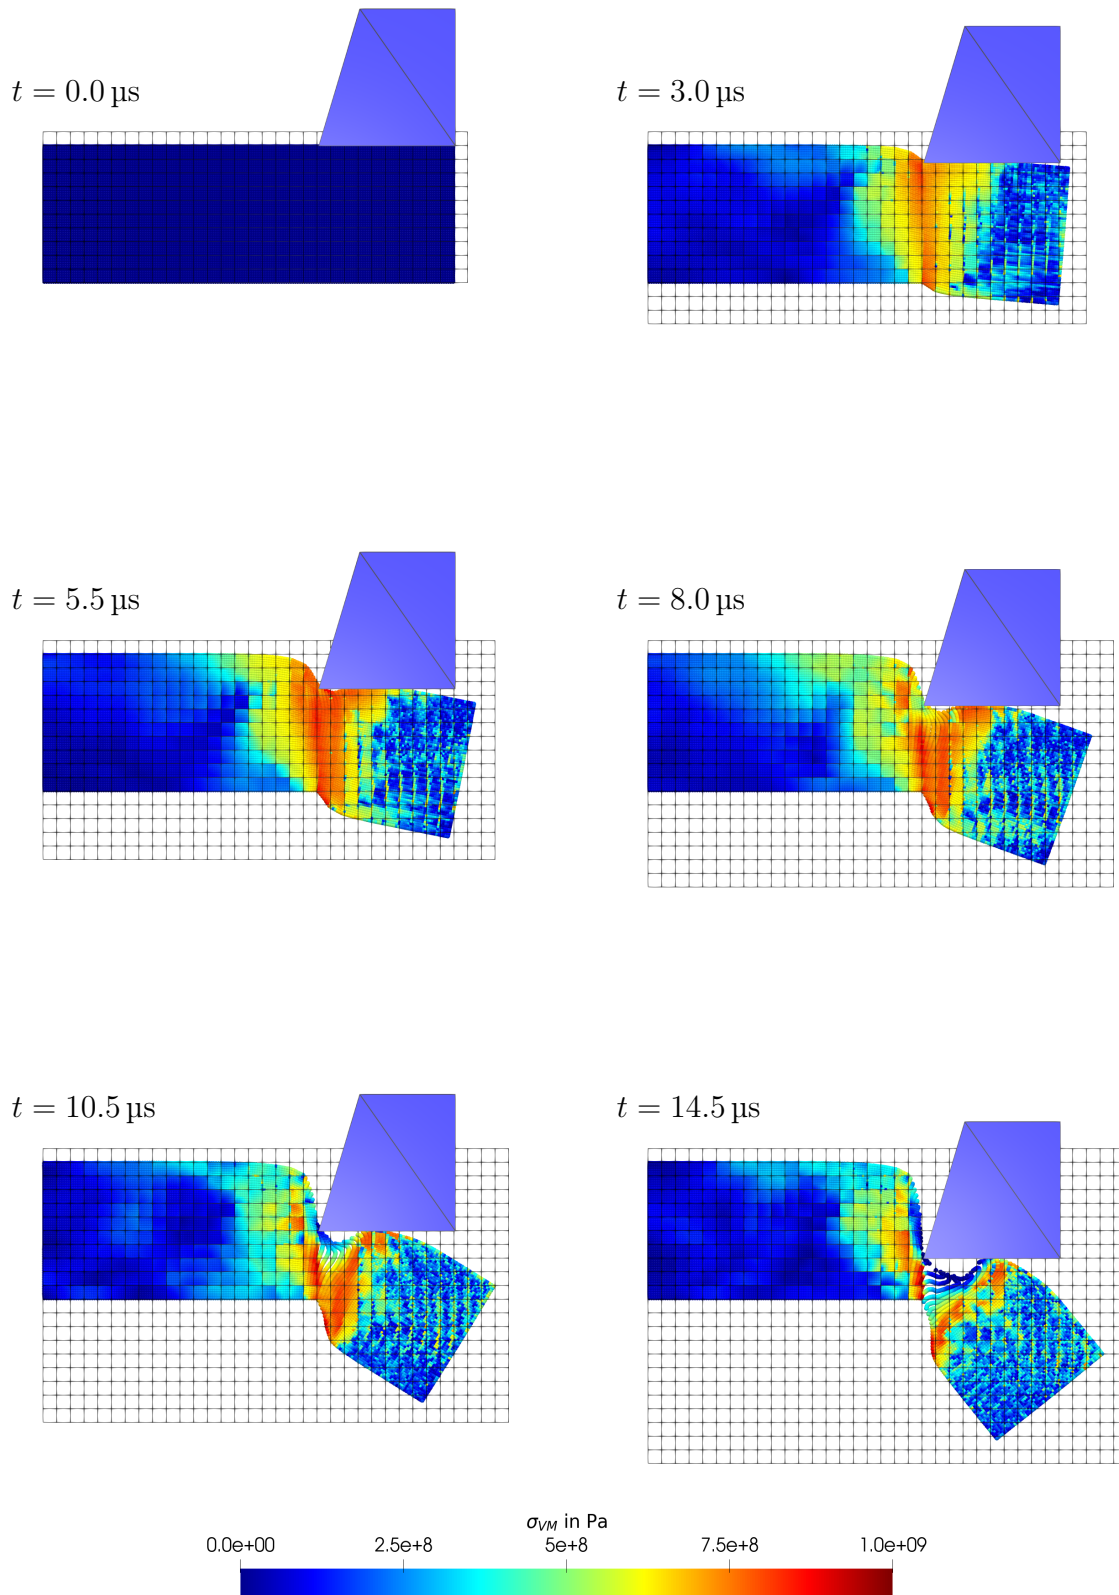 t = 0.0 µs
t = 3.0 µs
t = 5.5 µs
t = 8.0 µs
t = 10.5 µs
t = 14.5 µs
σVM in Pa
0.0e+00 2.5e+8 5e+8 7.5e+8 1.0e+09